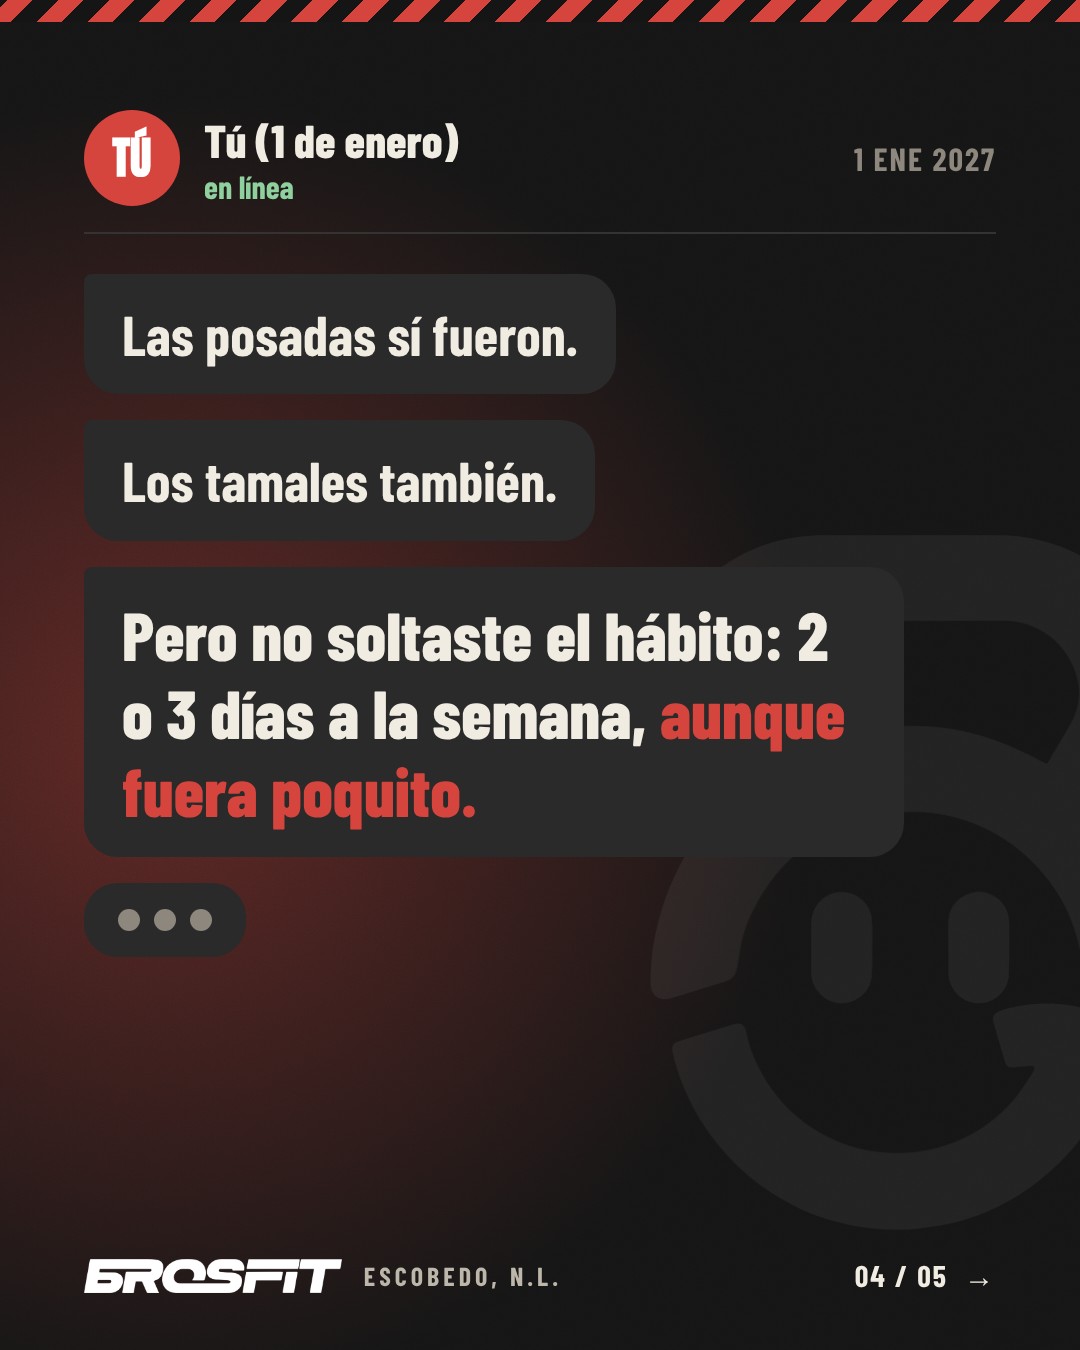 TÚ
Tú (1 de enero)
en línea
1 ENE 2027
Las posadas sí fueron.
Los tamales también.
Pero no soltaste el hábito: 2
o 3 días a la semana, aunque
fuera poquito.
BROSFIT
ESCOBEDO, N.L.
04 / 05 →